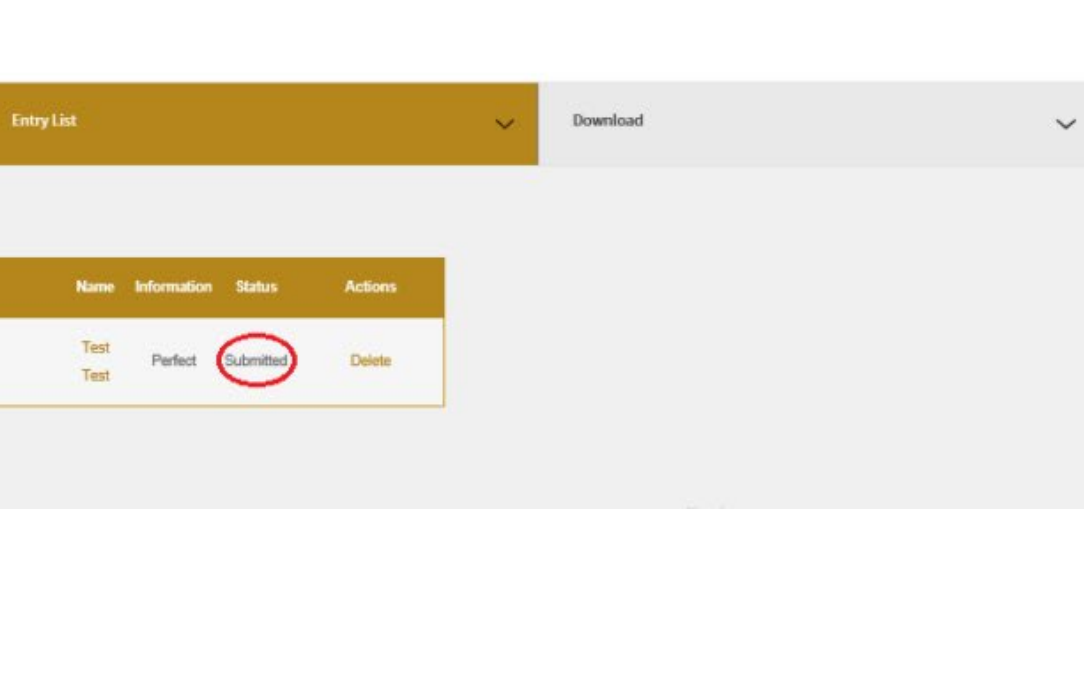 Entry List Download
Name Information Status Actions
Test
Perfect Submitted Delete
Test